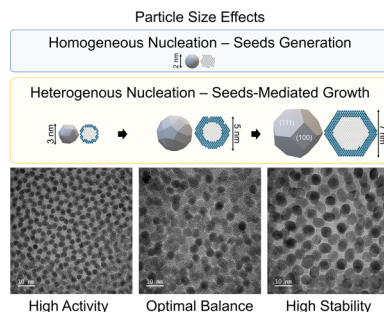 Particle Size Effects
Homogeneous Nucleation – Seeds Generation
2 nm
Heterogenous Nucleation – Seeds-Mediated Growth
3 nm
5 nm
(111)
(100)
7 nm
10 nm
10 nm
10 nm
High Activity
Optimal Balance
High Stability